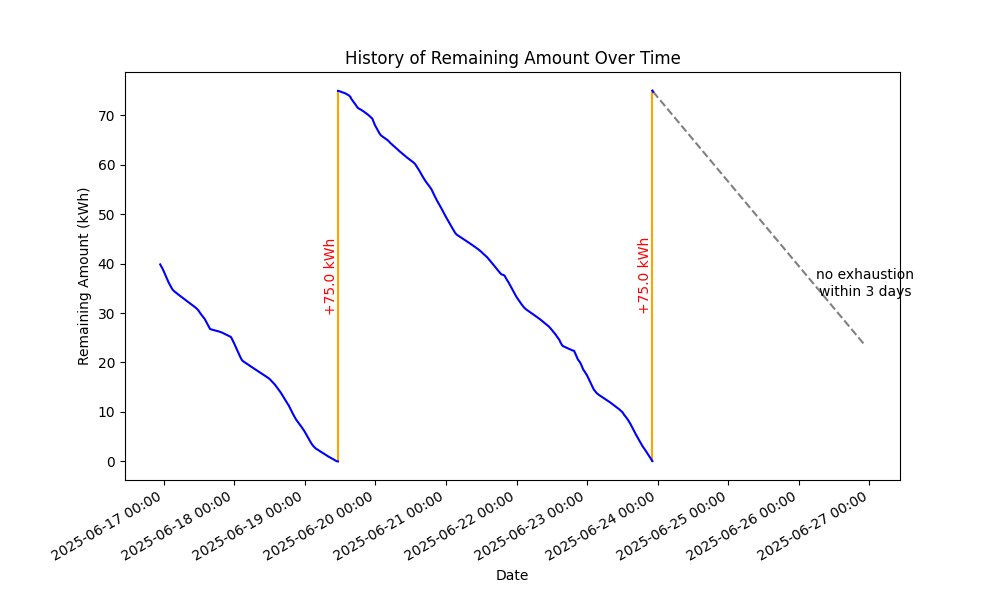 History of Remaining Amount Over Time
Remaining Amount (kWh)
70
60
50
40
30
20
10
0
+75.0 kWh
+75.0 kWh
no exhaustion
within 3 days
2025-06-17 00:00
2025-06-18 00:00
2025-06-19 00:00
2025-06-20 00:00
2025-06-21 00:00
2025-06-22 00:00
2025-06-23 00:00
2025-06-24 00:00
2025-06-25 00:00
2025-06-26 00:00
2025-06-27 00:00
Date